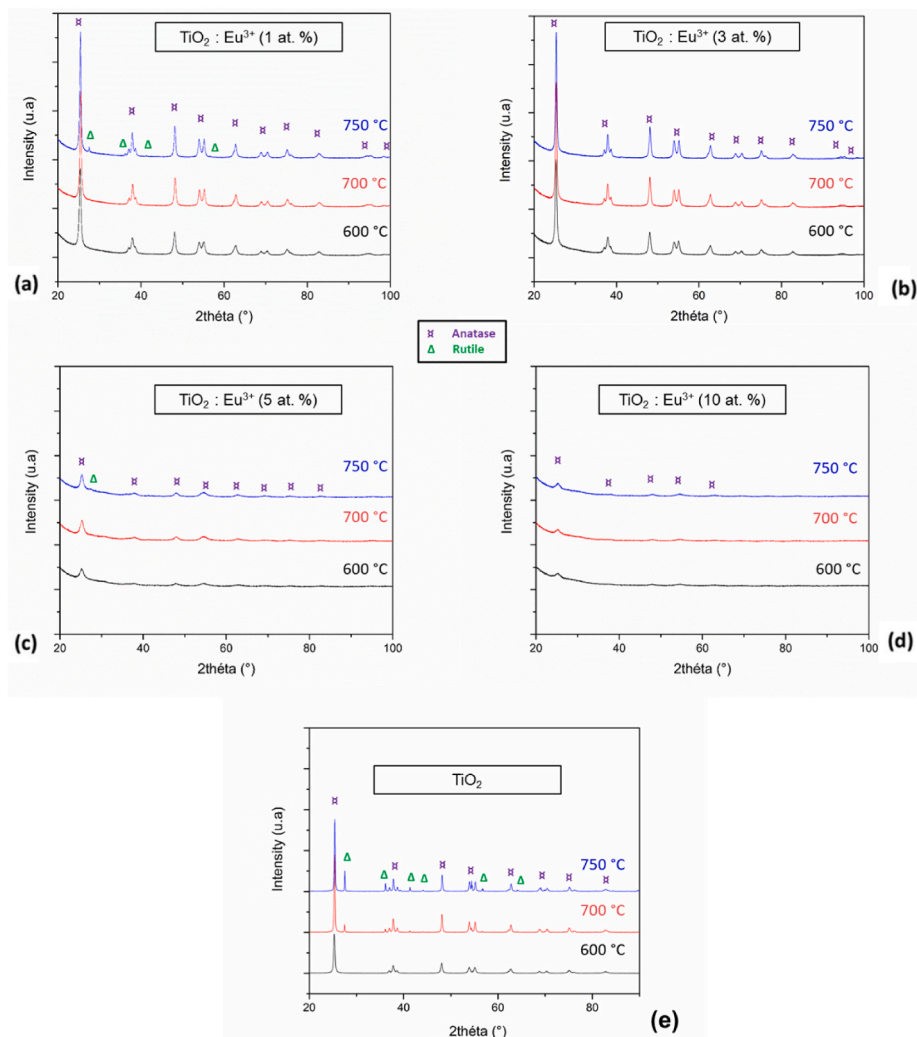 TiO₂ : Eu³⁺ (1 at. %)
Intensity (u.a)
750 °C
700 °C
600 °C
20 40 60 80 100
2théta (°)
(a)
TiO₂ : Eu³⁺ (3 at. %)
Intensity (u.a)
750 °C
700 °C
600 °C
20 40 60 80 100
2théta (°)
(b)
¤ Anatase
Δ Rutile
TiO₂ : Eu³⁺ (5 at. %)
Intensity (u.a)
750 °C
700 °C
600 °C
20 40 60 80 100
2théta (°)
(c)
TiO₂ : Eu³⁺ (10 at. %)
Intensity (u.a)
750 °C
700 °C
600 °C
20 40 60 80 100
2théta (°)
(d)
TiO₂
Intensity (u.a)
750 °C
700 °C
600 °C
20 40 60 80
2théta (°)
(e)